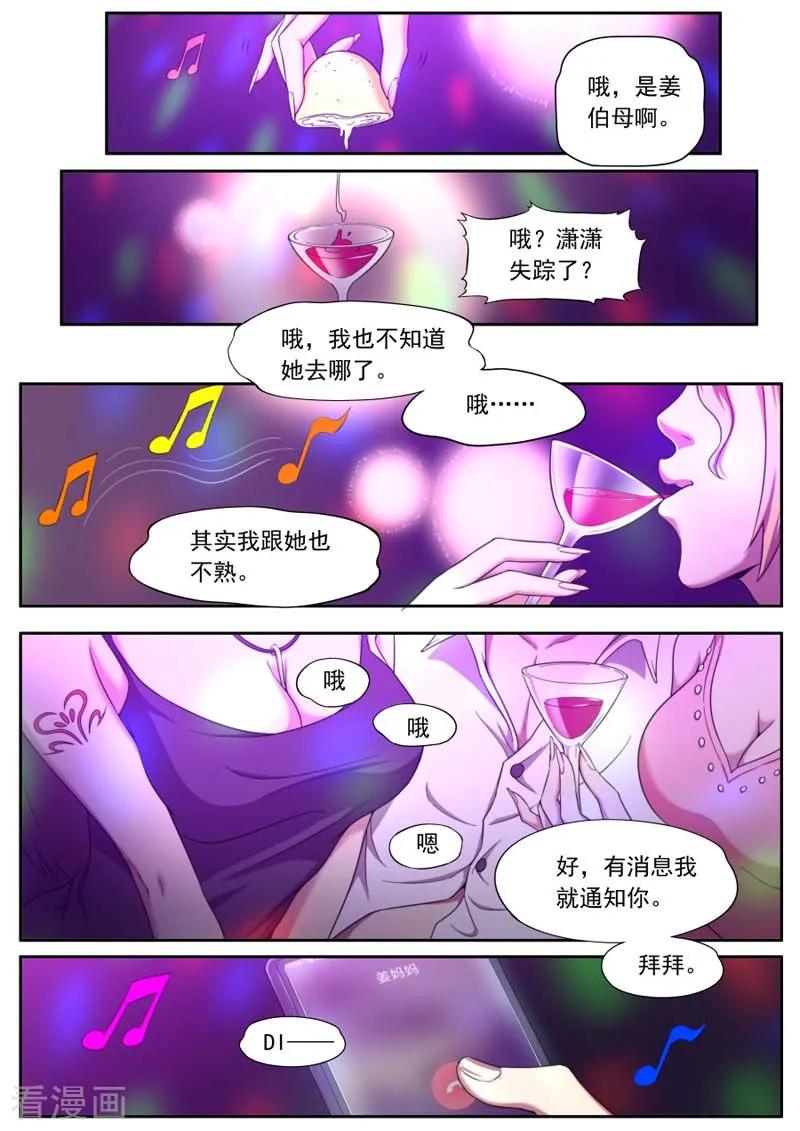 哦，是姜
伯母啊。
哦？潇潇
失踪了？
哦，我也不知道
她去哪了。
哦……
其实我跟她也
不熟。
哦
哦
嗯
好，有消息我
就通知你。
拜拜。
姜妈妈
DI——
看漫画